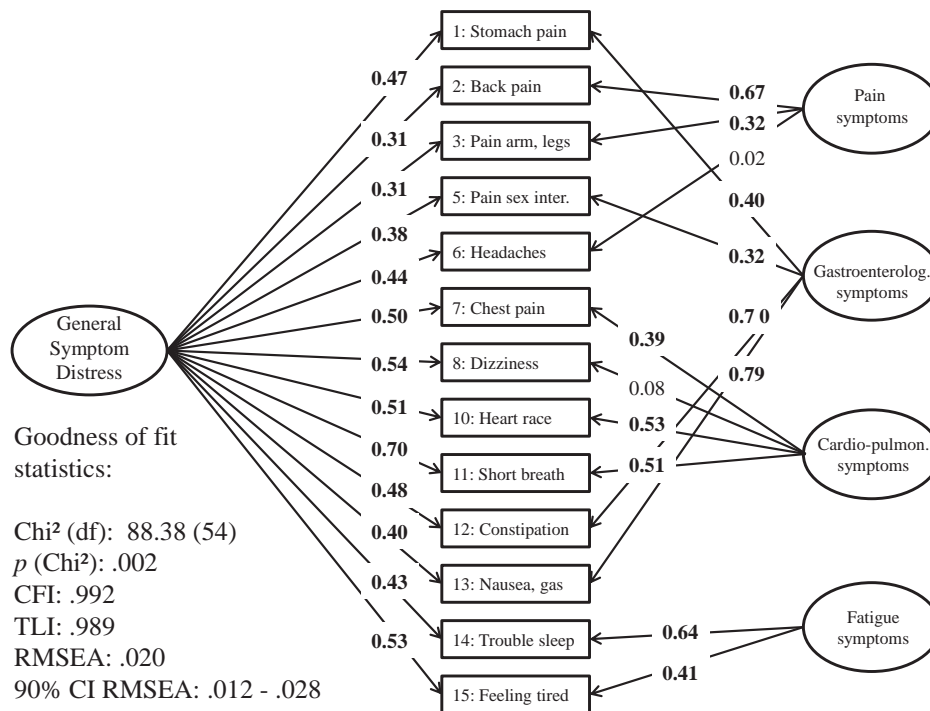 1: Stomach pain
2: Back pain
3: Pain arm, legs
5: Pain sex inter.
6: Headaches
7: Chest pain
8: Dizziness
10: Heart race
11: Short breath
12: Constipation
13: Nausea, gas
14: Trouble sleep
15: Feeling tired
0.47
0.31
0.31
0.38
0.44
0.50
0.54
0.51
0.70
0.48
0.40
0.43
0.53
General
Symptom
Distress
0.67
0.32
0.02
0.40
0.32
0.7 0
0.79
0.39
0.08
0.53
0.51
0.64
0.41
Pain
symptoms
Gastroenterolog.
symptoms
Cardio-pulmon.
symptoms
Fatigue
symptoms
Goodness of fit
statistics:
Chi² (df): 88.38 (54)
p (Chi²): .002
CFI: .992
TLI: .989
RMSEA: .020
90% CI RMSEA: .012 - .028